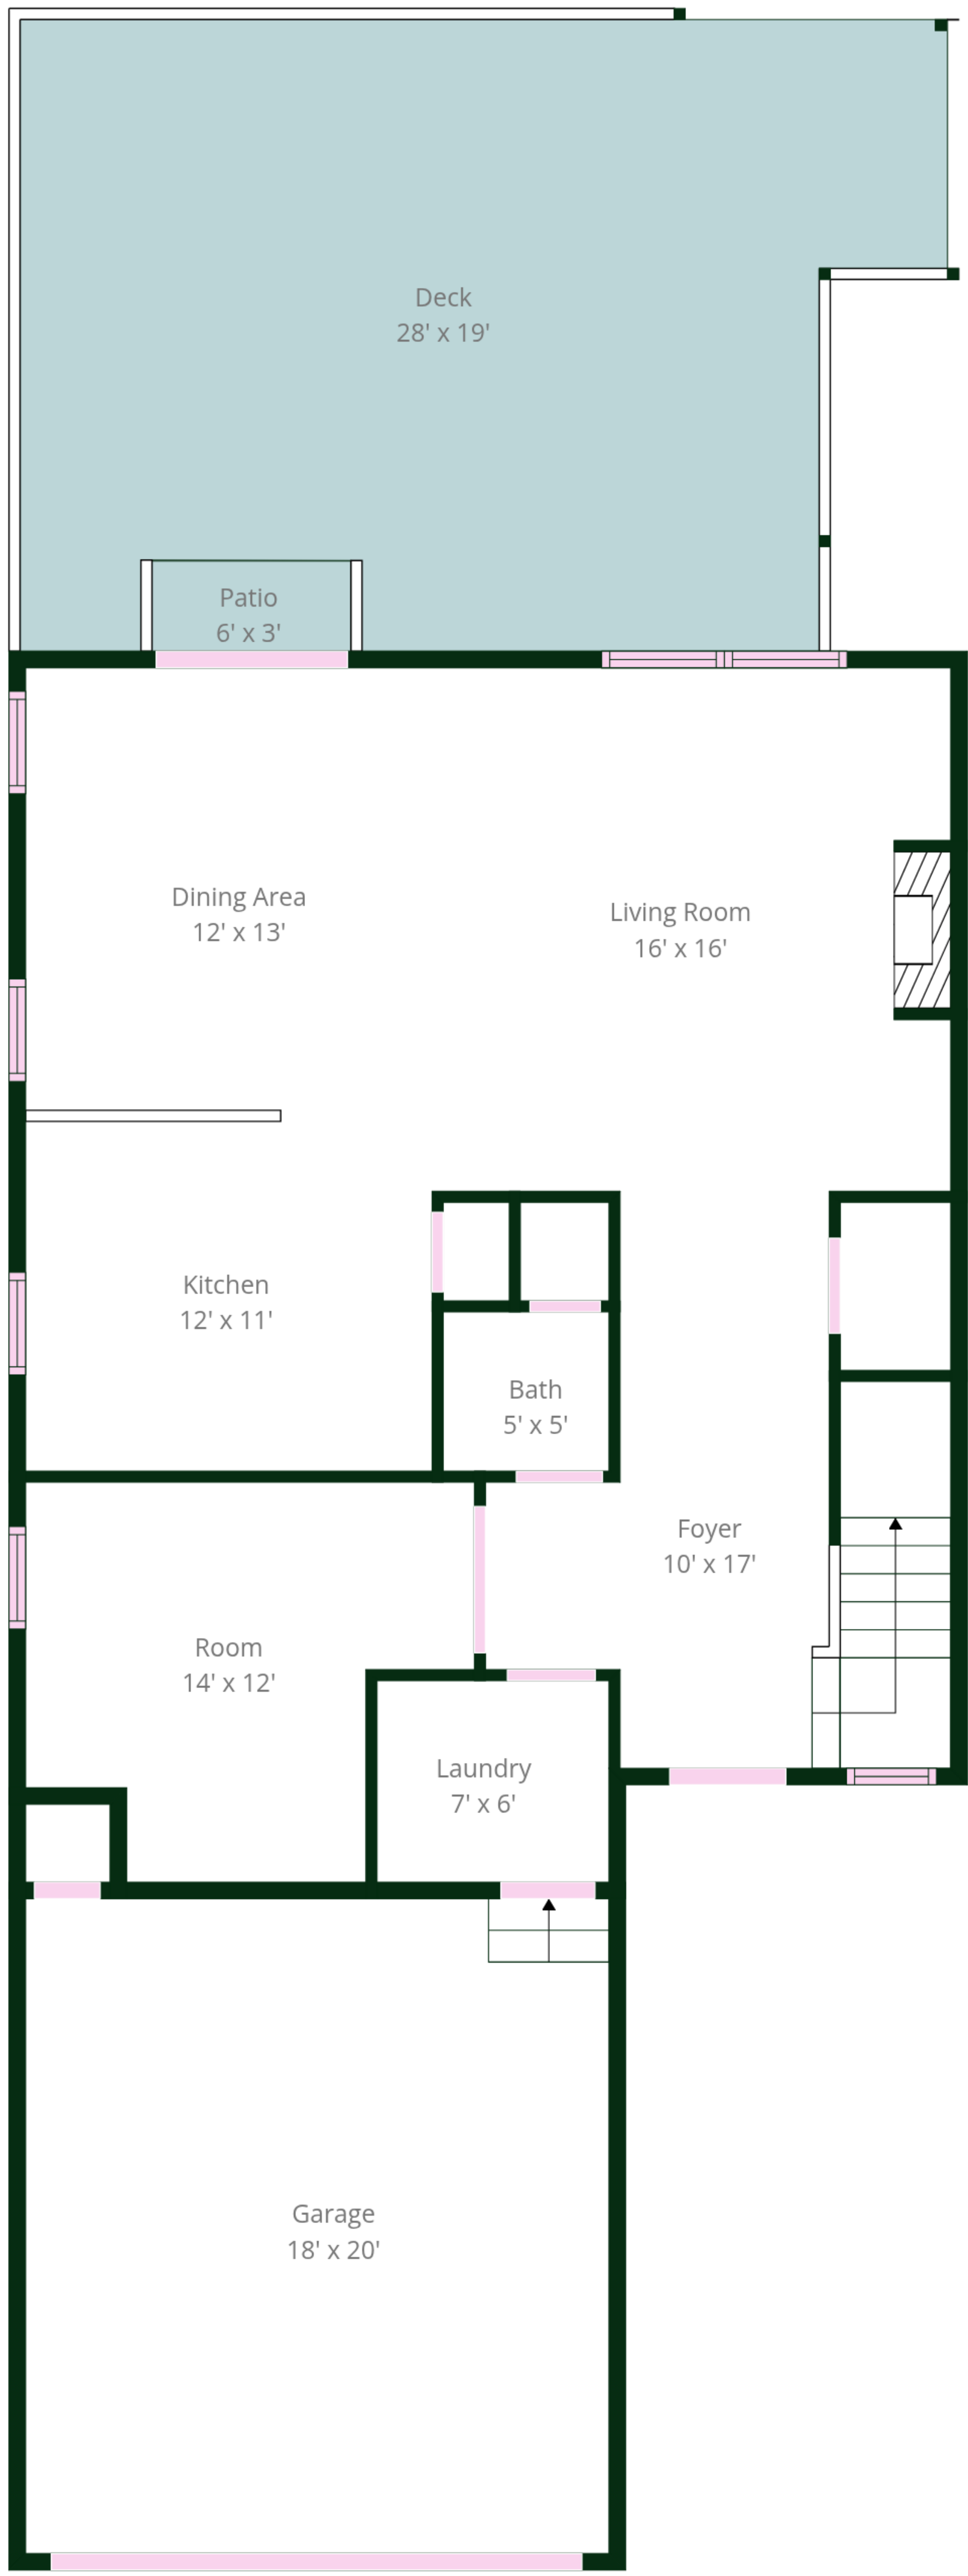 Deck
28' x 19'
Patio
6' x 3'
Dining Area
12' x 13'
Living Room
16' x 16'
Kitchen
12' x 11'
Bath
5' x 5'
Foyer
10' x 17'
Room
14' x 12'
Laundry
7' x 6'
Garage
18' x 20'